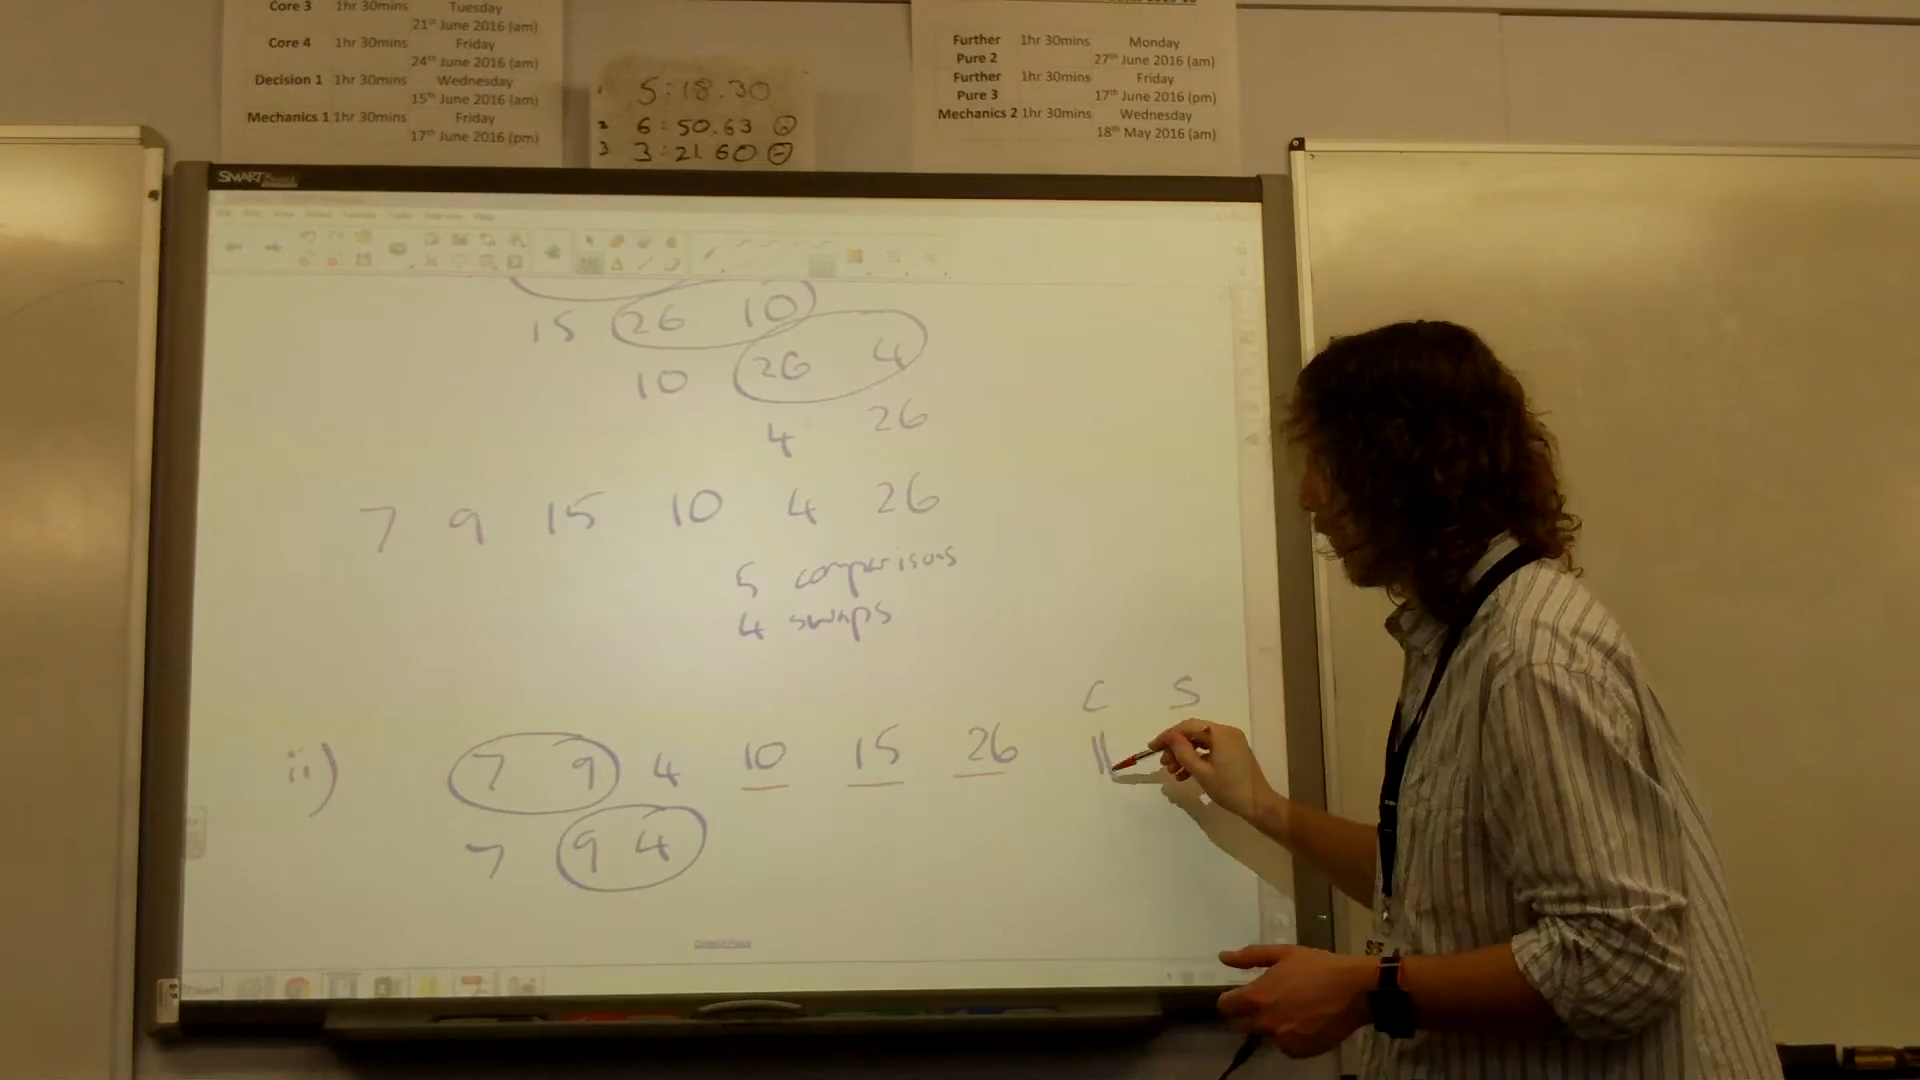 Core 3 1hr 30mins Tuesday
21st June 2016 (am)
Core 4 1hr 30mins Friday
24th June 2016 (am)
Decision 1 1hr 30mins Wednesday
15th June 2016 (am)
Mechanics 1 1hr 30mins Friday
17th June 2016 (pm)
1 5:18.30
2 6:50.63
3 3:21.60
Further 1hr 30mins Monday
Pure 2 27th June 2016 (am)
Further 1hr 30mins Friday
Pure 3 17th June 2016 (pm)
Mechanics 2 1hr 30mins Wednesday
18th May 2016 (am)
SMART Board
15 26 10
10 26 4
4 26
7 9 15 10 4 26
5 comparisons
4 swaps
C S
ii) 7 9 4 10 15 26 ||
7 9 4